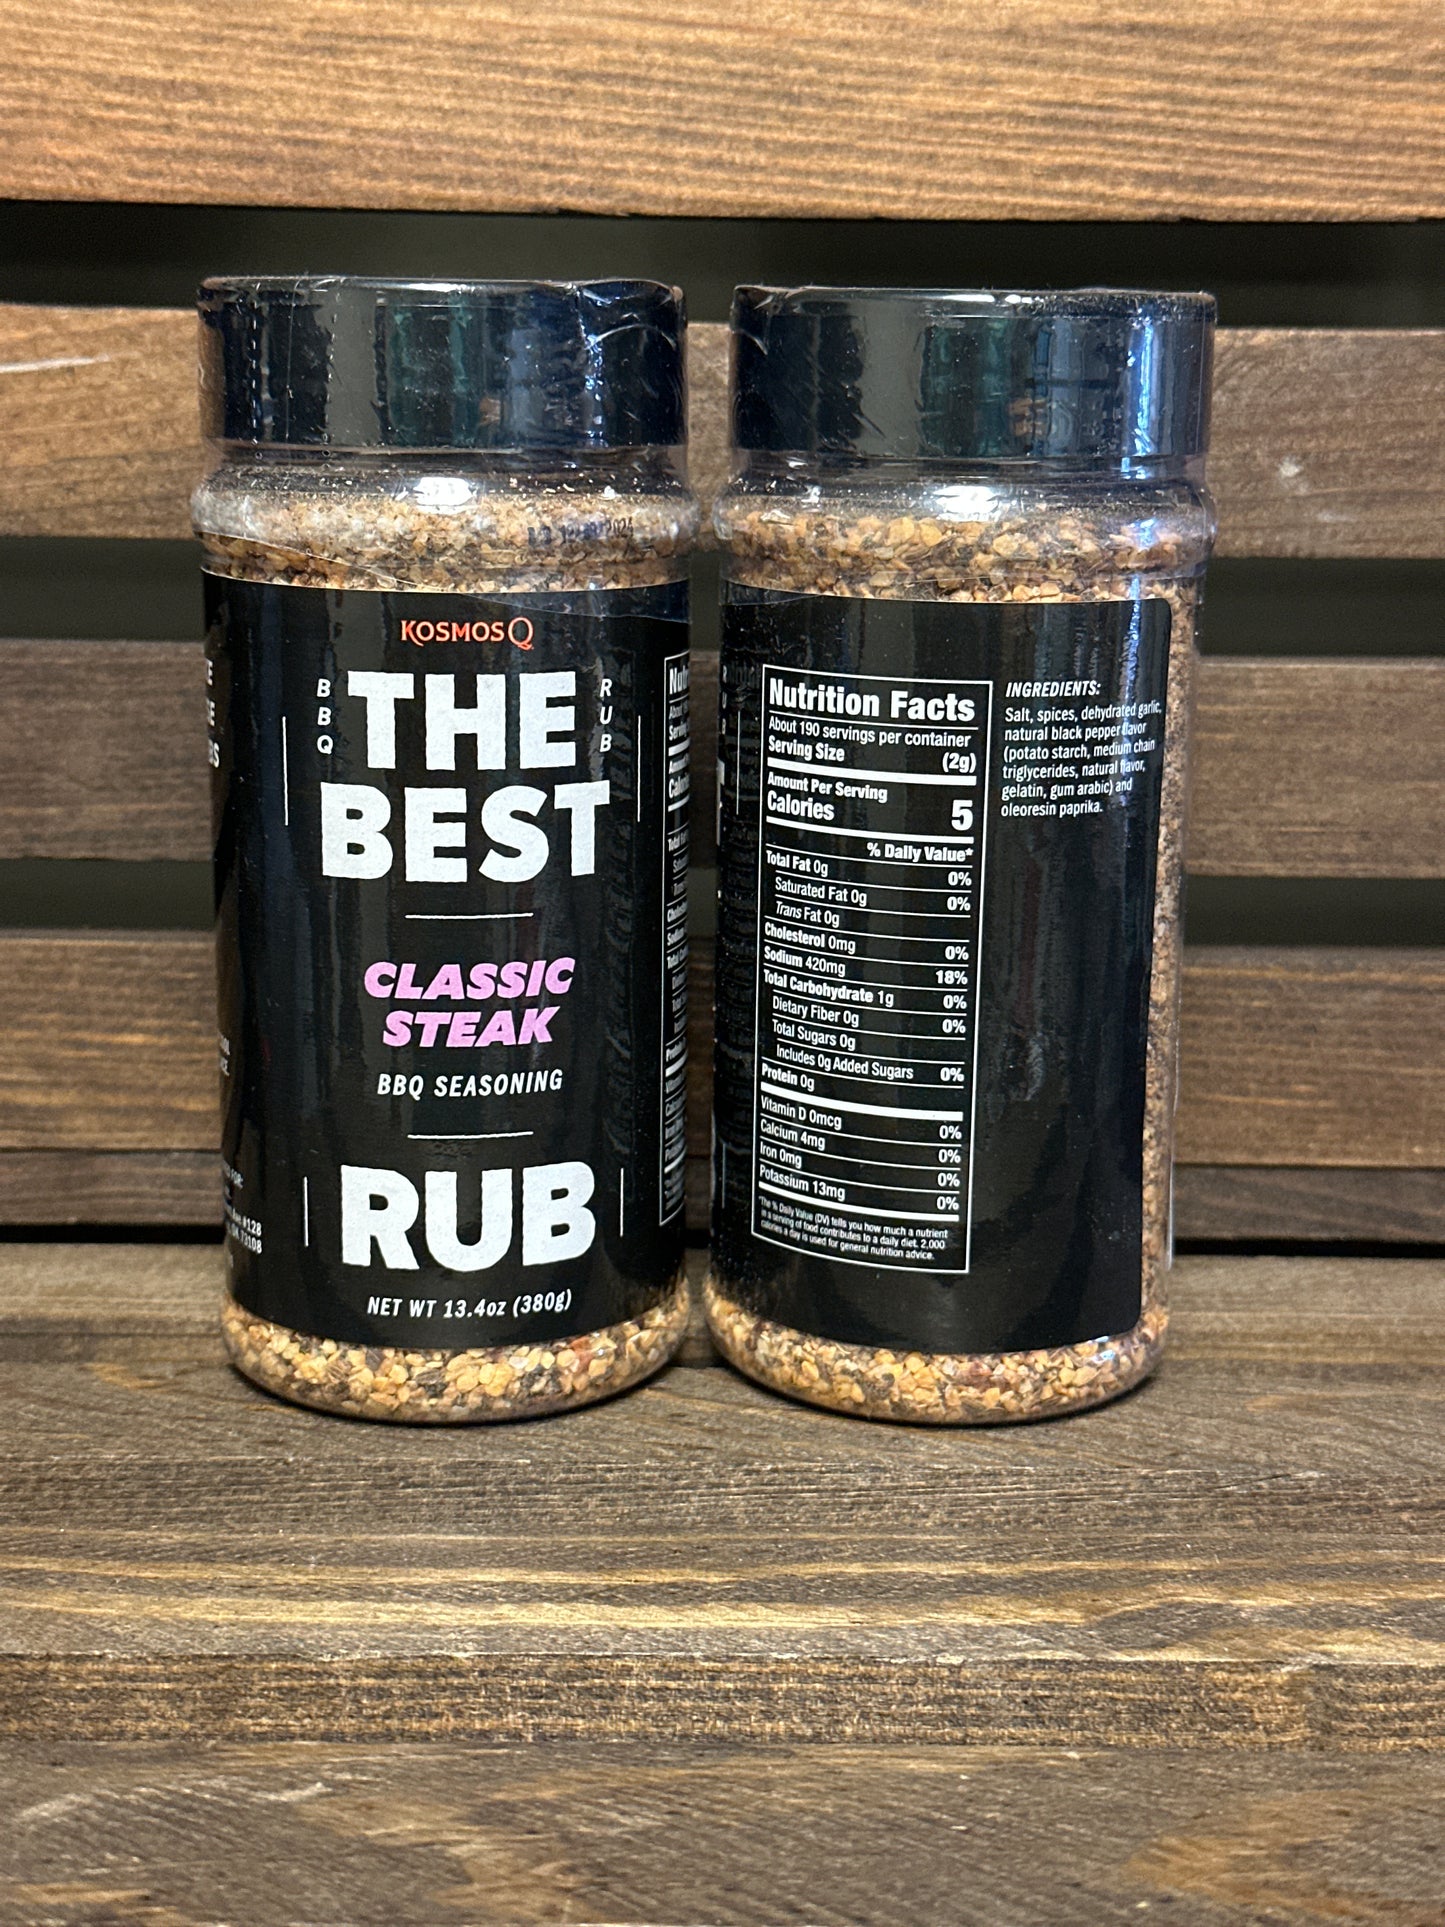 KOSMOS Q
BBQ
THE
RUB
BEST
CLASSIC
STEAK
BBQ SEASONING
RUB
NET WT 13.4oz (380g)
Nutrition Facts
About 190 servings per container
Serving Size (2g)
Amount Per Serving
Calories 5
% Daily Value*
Total Fat 0g 0%
Saturated Fat 0g 0%
Trans Fat 0g
Cholesterol 0mg 0%
Sodium 420mg 18%
Total Carbohydrate 1g 0%
Dietary Fiber 0g 0%
Total Sugars 0g
Includes 0g Added Sugars 0%
Protein 0g
Vitamin D 0mcg 0%
Calcium 4mg 0%
Iron 0mg 0%
Potassium 13mg 0%
*The % Daily Value (DV) tells you how much a nutrient
in a serving of food contributes to a daily diet. 2,000
calories a day is used for general nutrition advice.
INGREDIENTS:
Salt, spices, dehydrated garlic,
natural black pepper flavor
(potato starch, medium chain
triglycerides, natural flavor,
gelatin, gum arabic) and
oleoresin paprika.